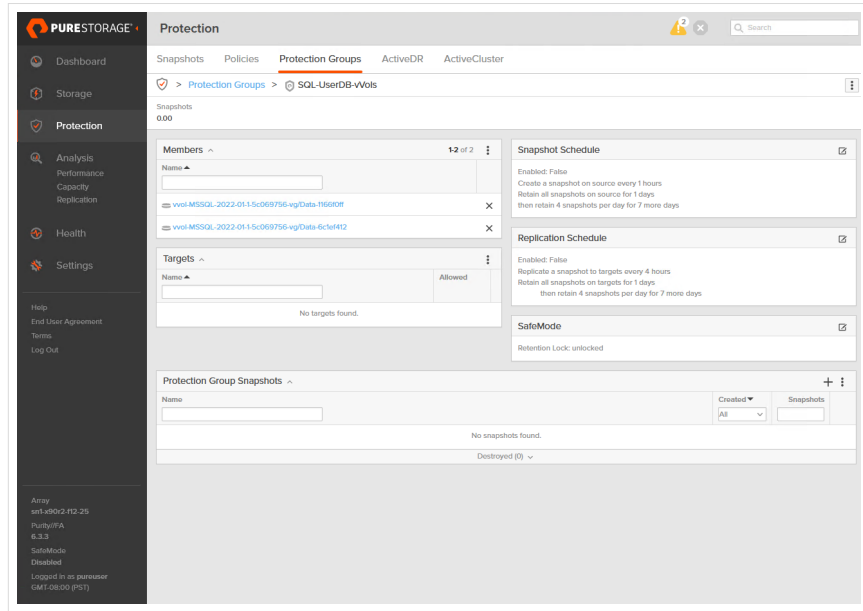 PURESTORAGE®
Protection
2
Search
Dashboard
Storage
Protection
Analysis
Performance
Capacity
Replication
Health
Settings
Help
End User Agreement
Terms
Log Out
Array
sn1-x90r2-f12-25
Purity//FA
6.3.3
SafeMode
Disabled
Logged in as pureuser
GMT-08:00 (PST)
Snapshots Policies Protection Groups ActiveDR ActiveCluster
> Protection Groups > SQL-UserDB-vVols
Snapshots
0.00
Members 1-2 of 2
Name
vvol-MSSQL-2022-01-1-5c069756-vg/Data-1166f0ff
vvol-MSSQL-2022-01-1-5c069756-vg/Data-6c1ef412
Targets
Name Allowed
No targets found.
Snapshot Schedule
Enabled: False
Create a snapshot on source every 1 hours
Retain all snapshots on source for 1 days
then retain 4 snapshots per day for 7 more days
Replication Schedule
Enabled: False
Replicate a snapshot to targets every 4 hours
Retain all snapshots on targets for 1 days
then retain 4 snapshots per day for 7 more days
SafeMode
Retention Lock: unlocked
Protection Group Snapshots
Name Created Snapshots
All
No snapshots found.
Destroyed (0)